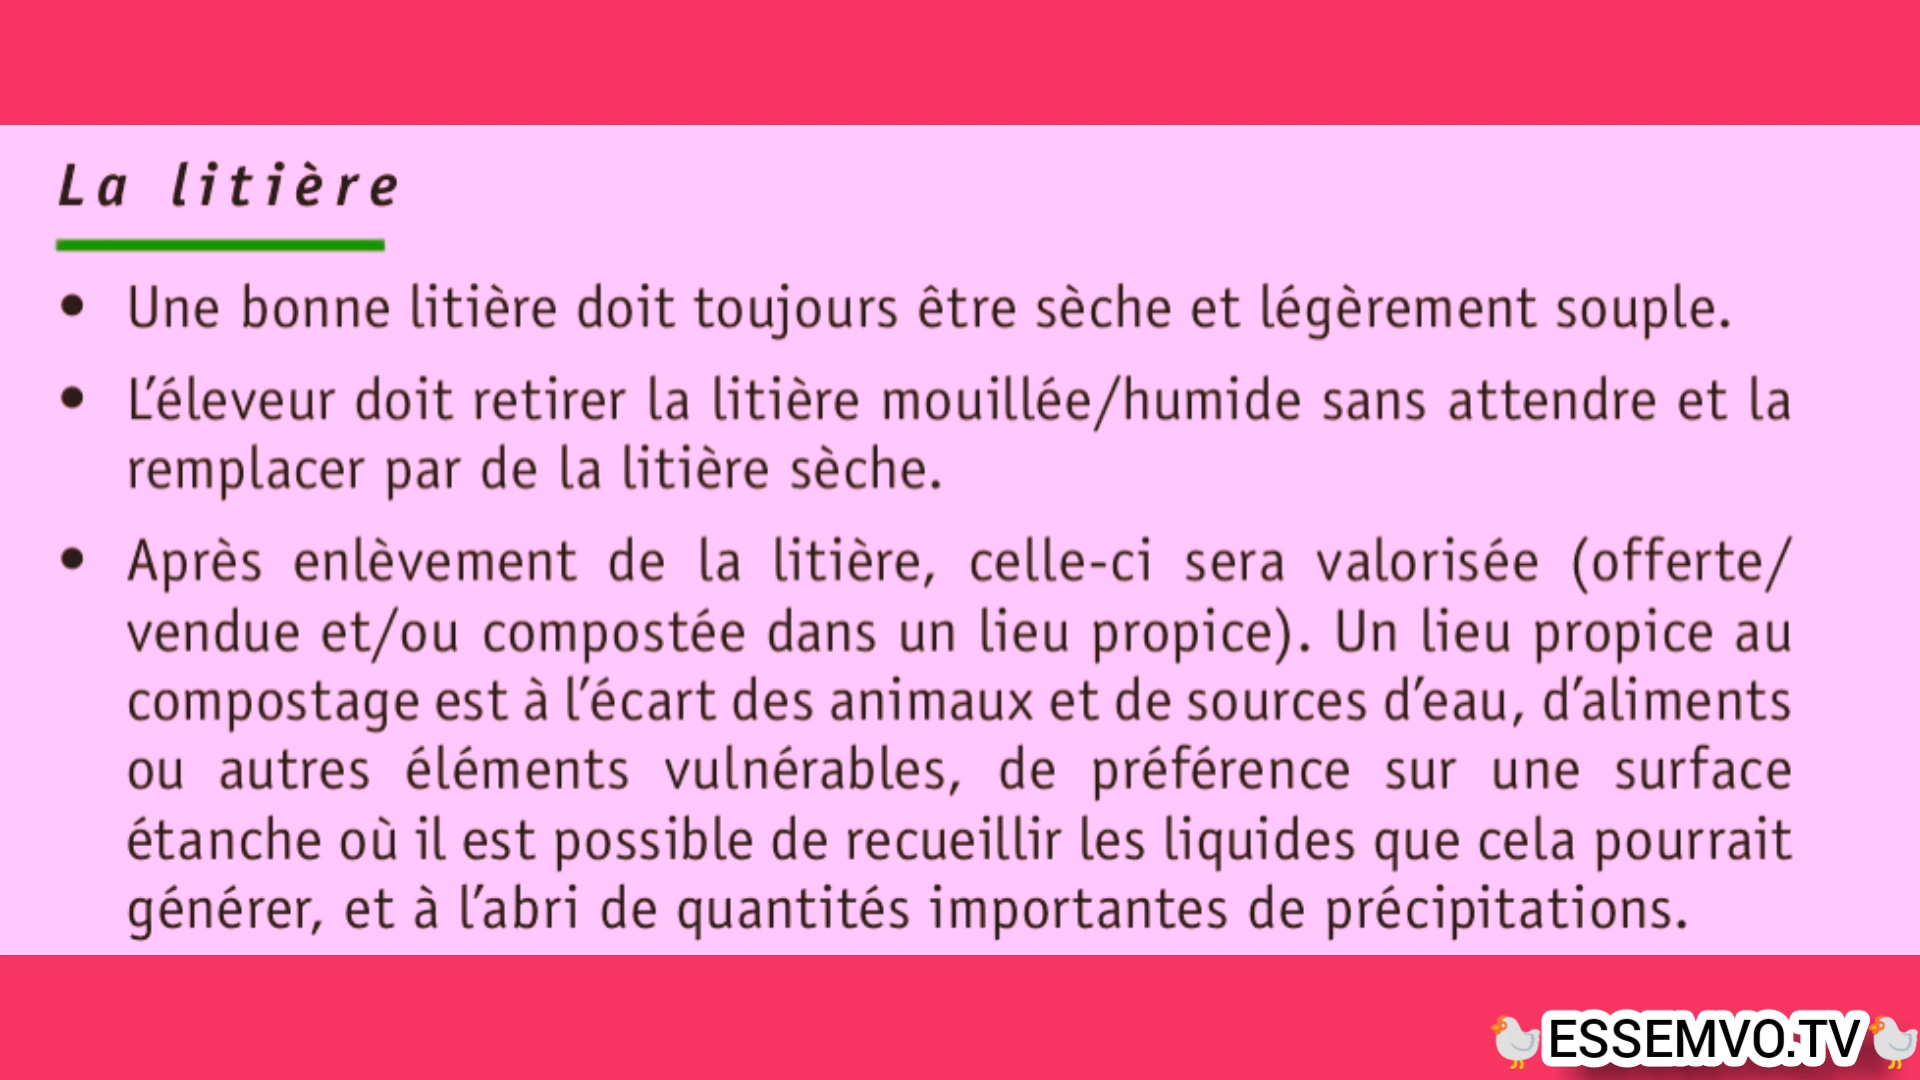 La litière
• Une bonne litière doit toujours être sèche et légèrement souple.
• L’éleveur doit retirer la litière mouillée/humide sans attendre et la
remplacer par de la litière sèche.
• Après enlèvement de la litière, celle-ci sera valorisée (offerte/
vendue et/ou compostée dans un lieu propice). Un lieu propice au
compostage est à l’écart des animaux et de sources d’eau, d’aliments
ou autres éléments vulnérables, de préférence sur une surface
étanche où il est possible de recueillir les liquides que cela pourrait
générer, et à l’abri de quantités importantes de précipitations.
🐔ESSEMVO.TV🐔